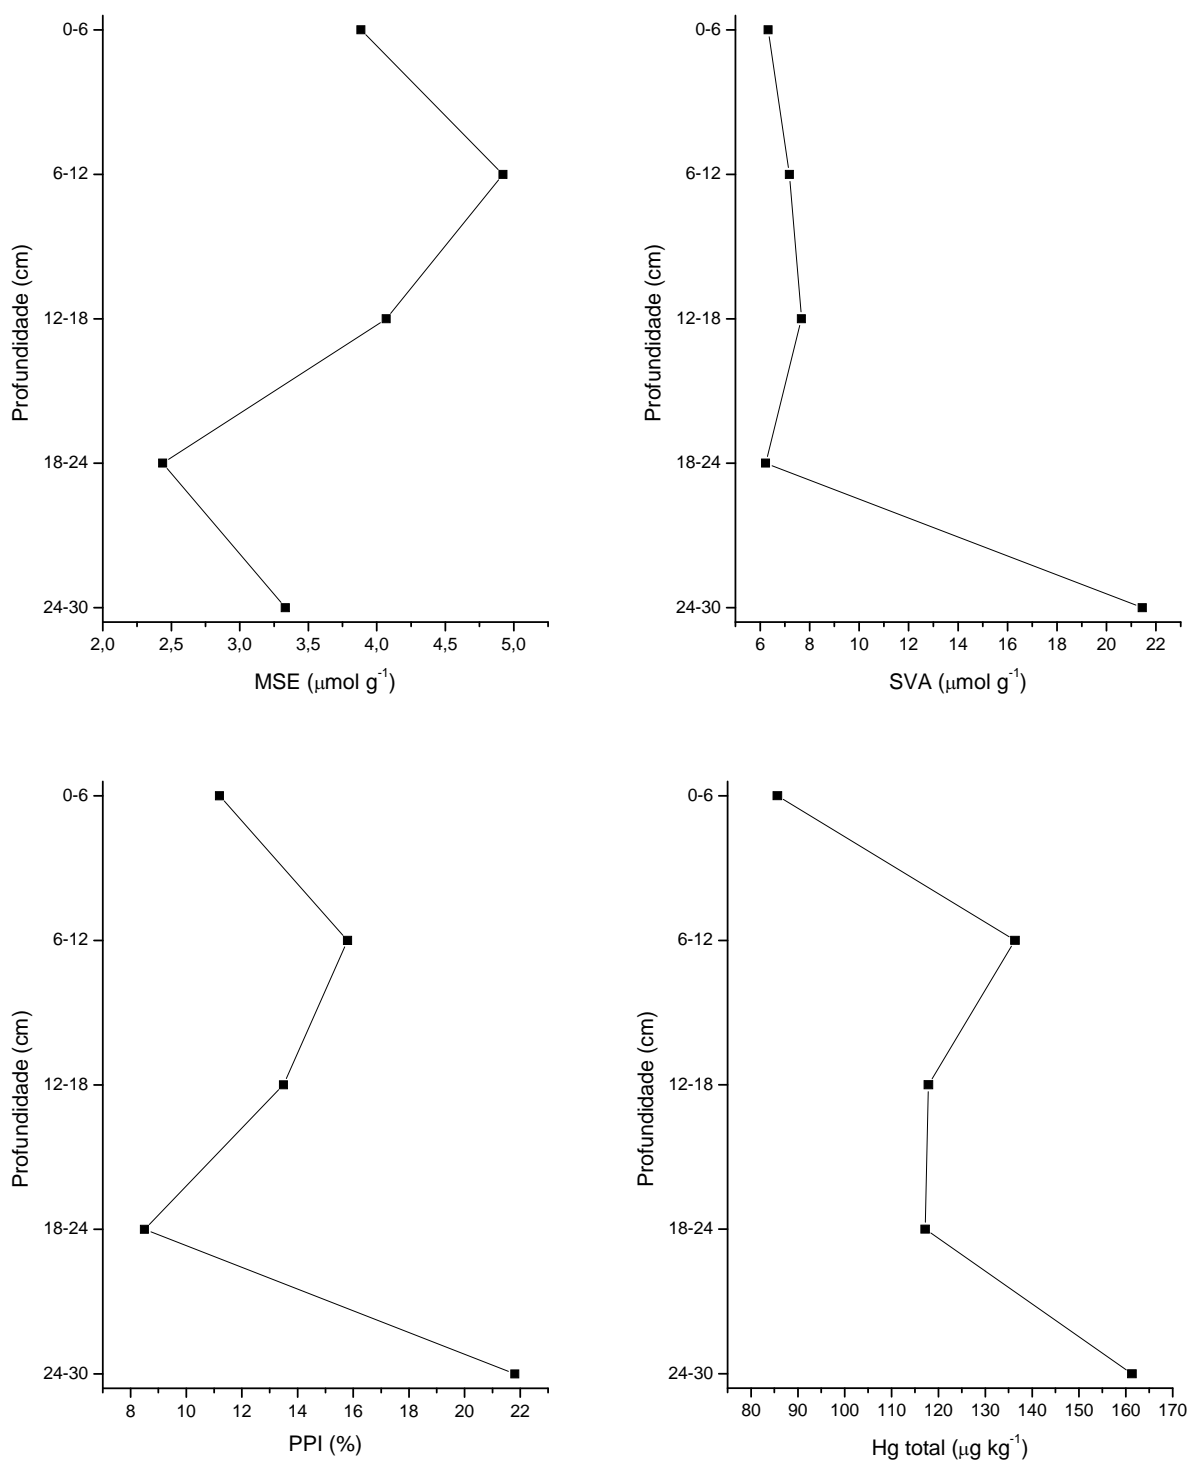 0-6
6-12
12-18
18-24
24-30
Profundidade (cm)
2,0 2,5 3,0 3,5 4,0 4,5 5,0
MSE (μmol g⁻¹)
0-6
6-12
12-18
18-24
24-30
Profundidade (cm)
6 8 10 12 14 16 18 20 22
SVA (μmol g⁻¹)
0-6
6-12
12-18
18-24
24-30
Profundidade (cm)
8 10 12 14 16 18 20 22
PPI (%)
0-6
6-12
12-18
18-24
24-30
Profundidade (cm)
80 90 100 110 120 130 140 150 160 170
Hg total (μg kg⁻¹)